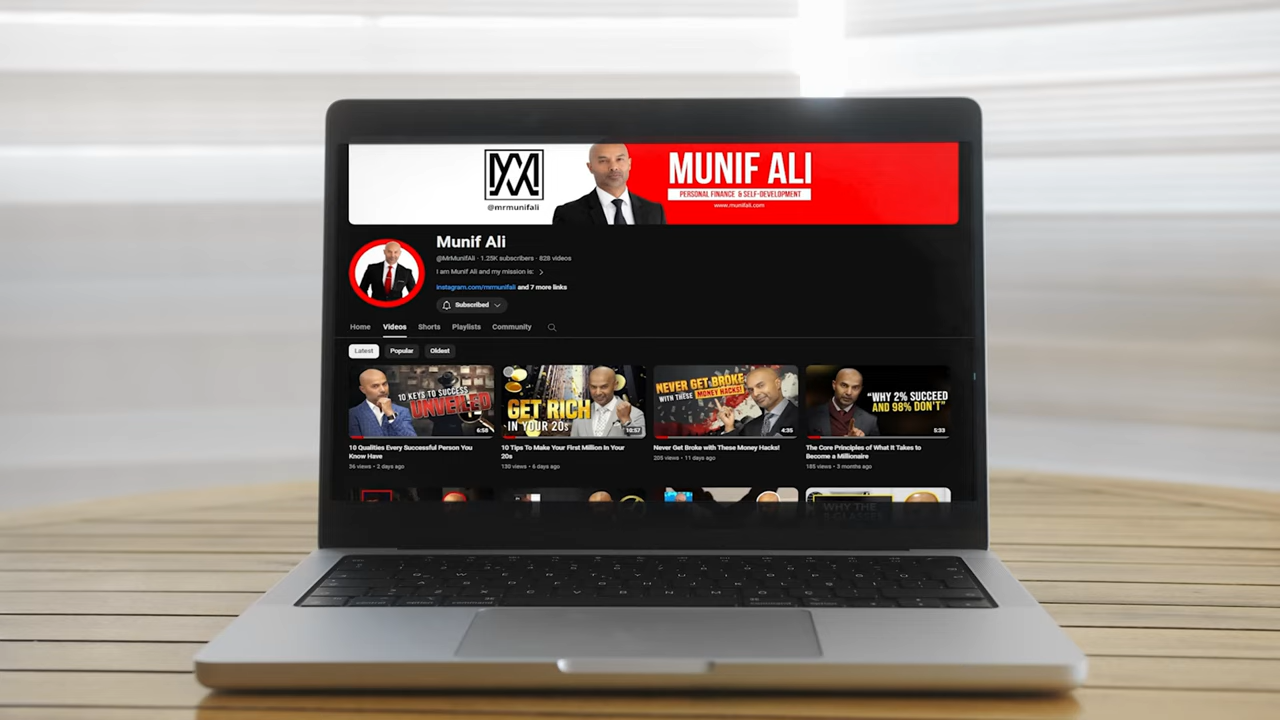 MUNIF ALI
PERSONAL FINANCE & SELF-DEVELOPMENT
@mrmunifali
www.munifali.com
Munif Ali
@MrMunifAli · 1.25K subscribers · 828 videos
I am Munif Ali and my mission is: >
instagram.com/mrmunifali and 7 more links
Subscribed
Home Videos Shorts Playlists Community
Latest Popular Oldest
10 KEYS TO SUCCESS
UNVEILED
6:58
GET RICH
IN YOUR 20s
10:57
NEVER GET BROKE
WITH THESE MONEY HACKS!
4:35
"WHY 2% SUCCEED
AND 98% DON'T"
5:33
10 Qualities Every Successful Person You
Know Have
36 views · 2 days ago
10 Tips To Make Your First Million In Your
20s
130 views · 6 days ago
Never Get Broke with These Money Hacks!
205 views · 11 days ago
The Core Principles of What It Takes to
Become a Millionaire
185 views · 3 months ago
WHY THE